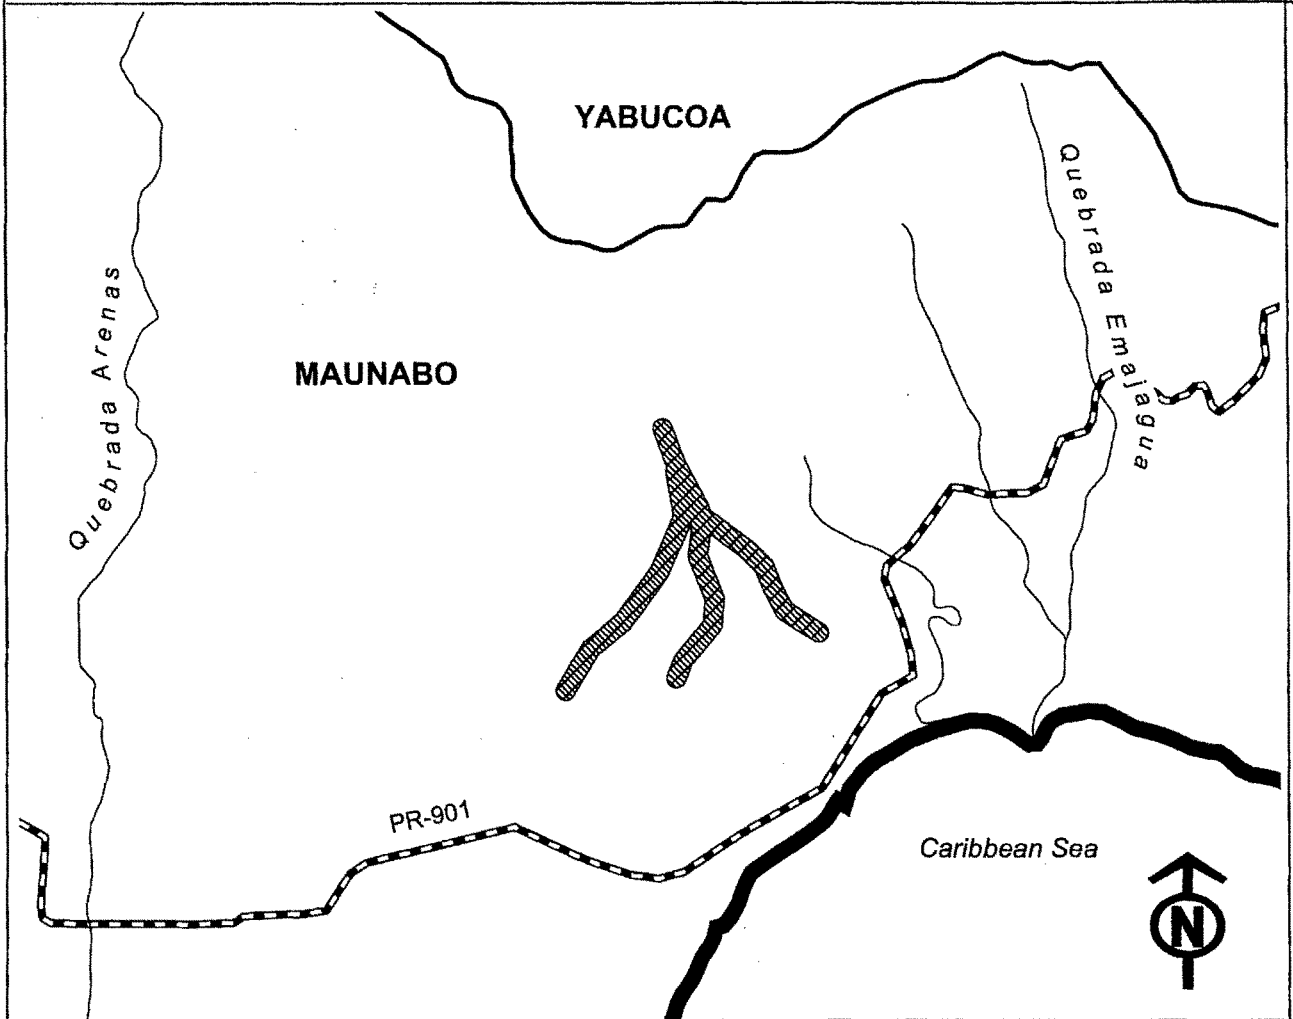 YABUCOA
Quebrada Emajagua
Quebrada Arenas
MAUNABO
PR-901
Caribbean Sea
N